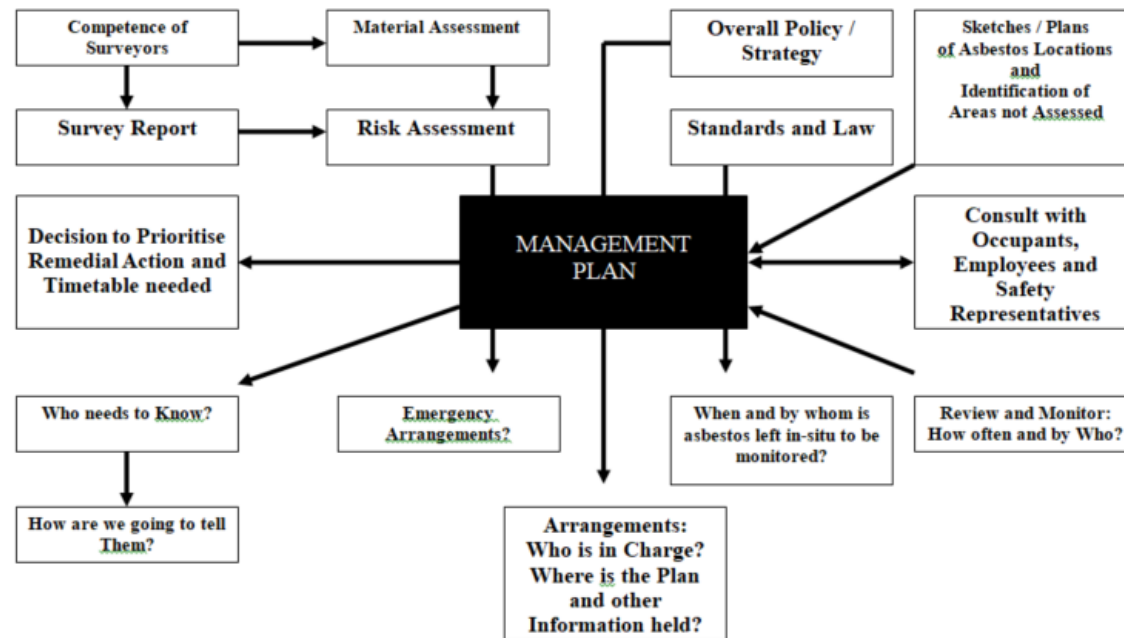 Competence of
Surveyors
Material Assessment
Overall Policy /
Strategy
Sketches / Plans
of Asbestos Locations
and
Identification of
Areas not Assessed
Survey Report
Risk Assessment
Standards and Law
Decision to Prioritise
Remedial Action and
Timetable needed
MANAGEMENT
PLAN
Consult with
Occupants,
Employees and
Safety
Representatives
Who needs to Know?
Emergency
Arrangements?
When and by whom is
asbestos left in-situ to be
monitored?
Review and Monitor:
How often and by Who?
How are we going to tell
Them?
Arrangements:
Who is in Charge?
Where is the Plan
and other
Information held?